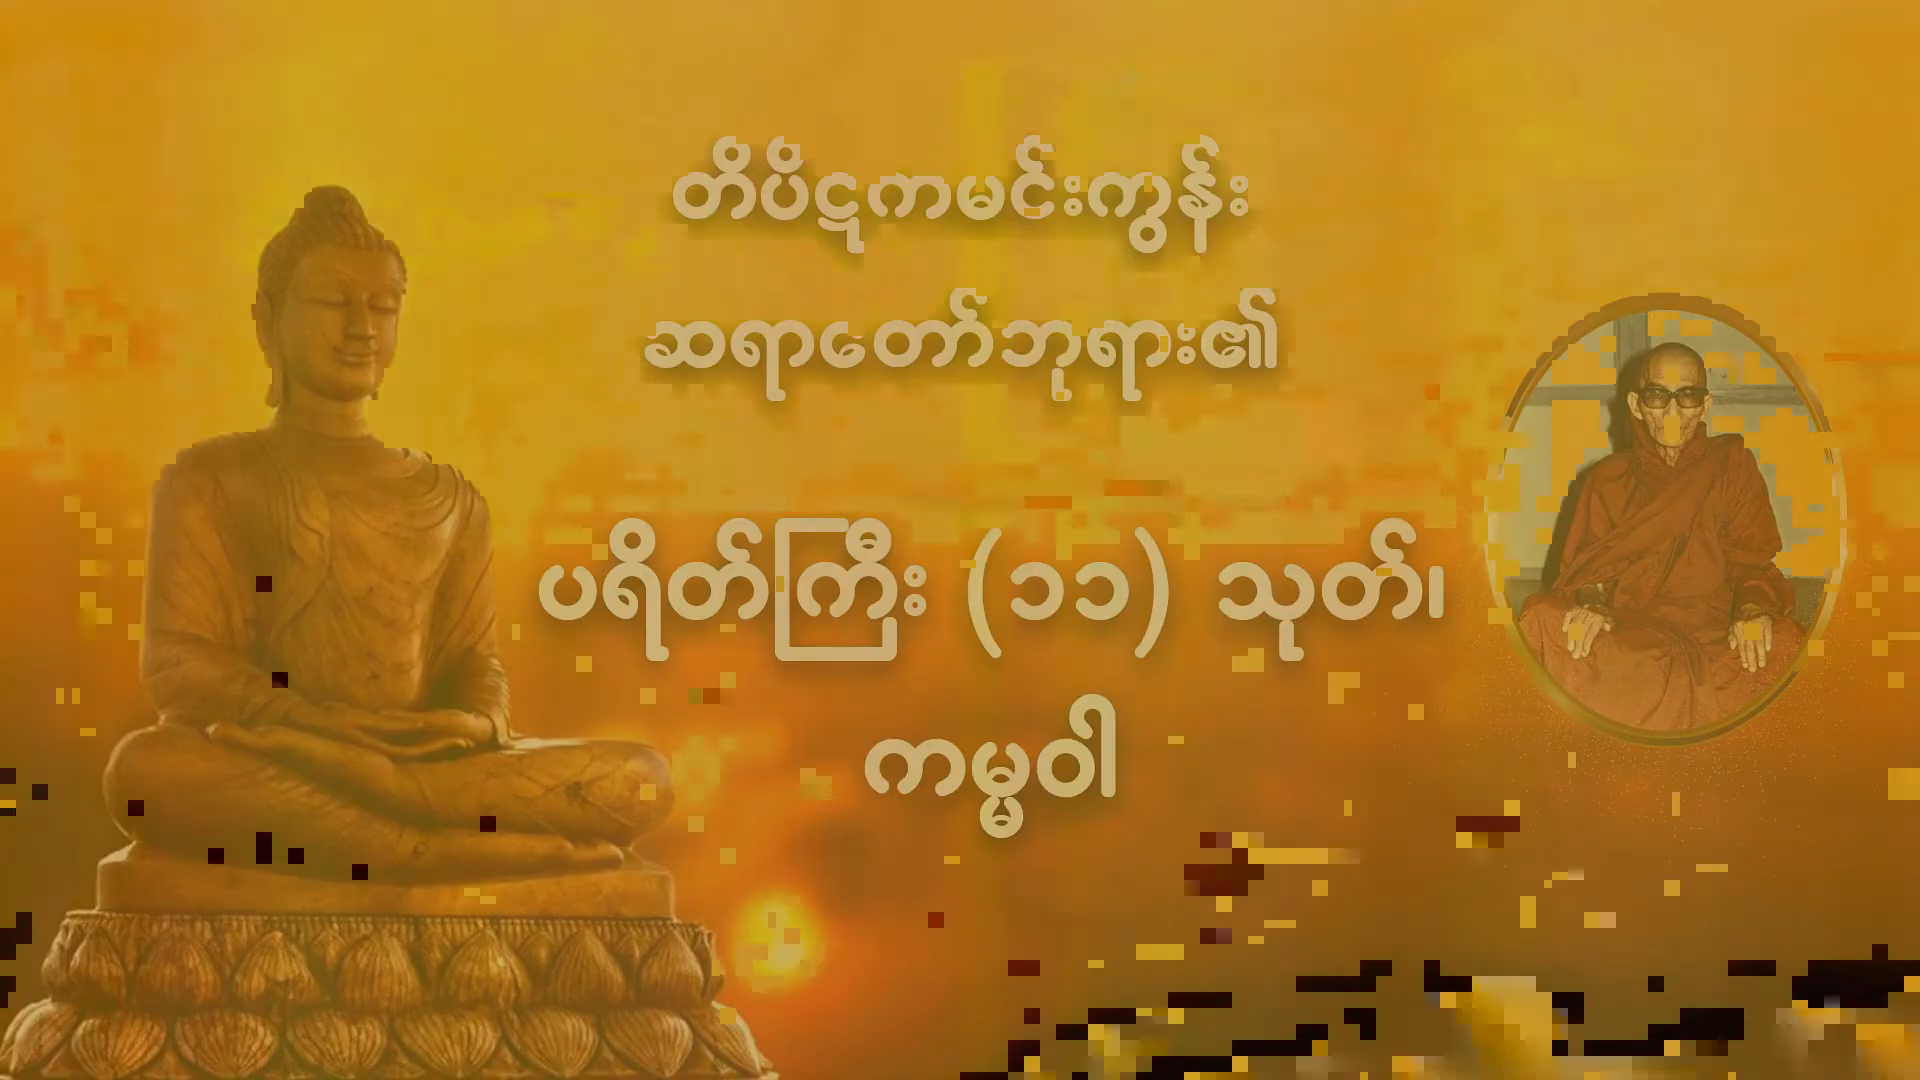 တိပိဋကမင်းကွန်း
ဆရာတော်ဘုရား၏
ပရိတ်ကြီး (၁၁) သုတ်၊
ကမ္မဝါ